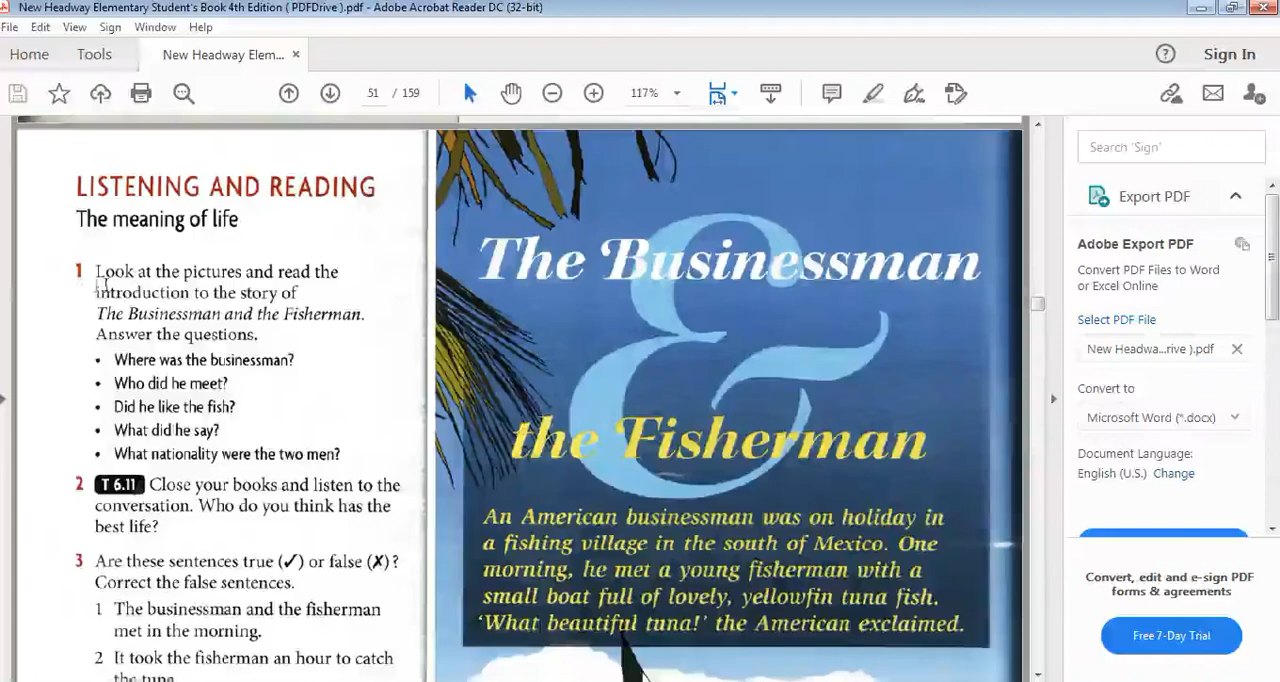 New Headway Elementary Student's Book 4th Edition ( PDFDrive ).pdf - Adobe Acrobat Reader DC (32-bit)
File Edit View Sign Window Help
Home Tools New Headway Elem... × Sign In
51 / 159 117%
LISTENING AND READING
The meaning of life
1 Look at the pictures and read the
introduction to the story of
The Businessman and the Fisherman.
Answer the questions.
• Where was the businessman?
• Who did he meet?
• Did he like the fish?
• What did he say?
• What nationality were the two men?
2 T 6.11 Close your books and listen to the
conversation. Who do you think has the
best life?
3 Are these sentences true (✓) or false (✗)?
Correct the false sentences.
1 The businessman and the fisherman
met in the morning.
2 It took the fisherman an hour to catch
the tuna.
The Businessman
&
the Fisherman
An American businessman was on holiday in
a fishing village in the south of Mexico. One
morning, he met a young fisherman with a
small boat full of lovely, yellowfin tuna fish.
‘What beautiful tuna!’ the American exclaimed.
Search 'Sign'
Export PDF
Adobe Export PDF
Convert PDF Files to Word
or Excel Online
Select PDF File
New Headwa...rive ).pdf ×
Convert to
Microsoft Word (*.docx)
Document Language:
English (U.S.) Change
Convert, edit and e-sign PDF
forms & agreements
Free 7-Day Trial